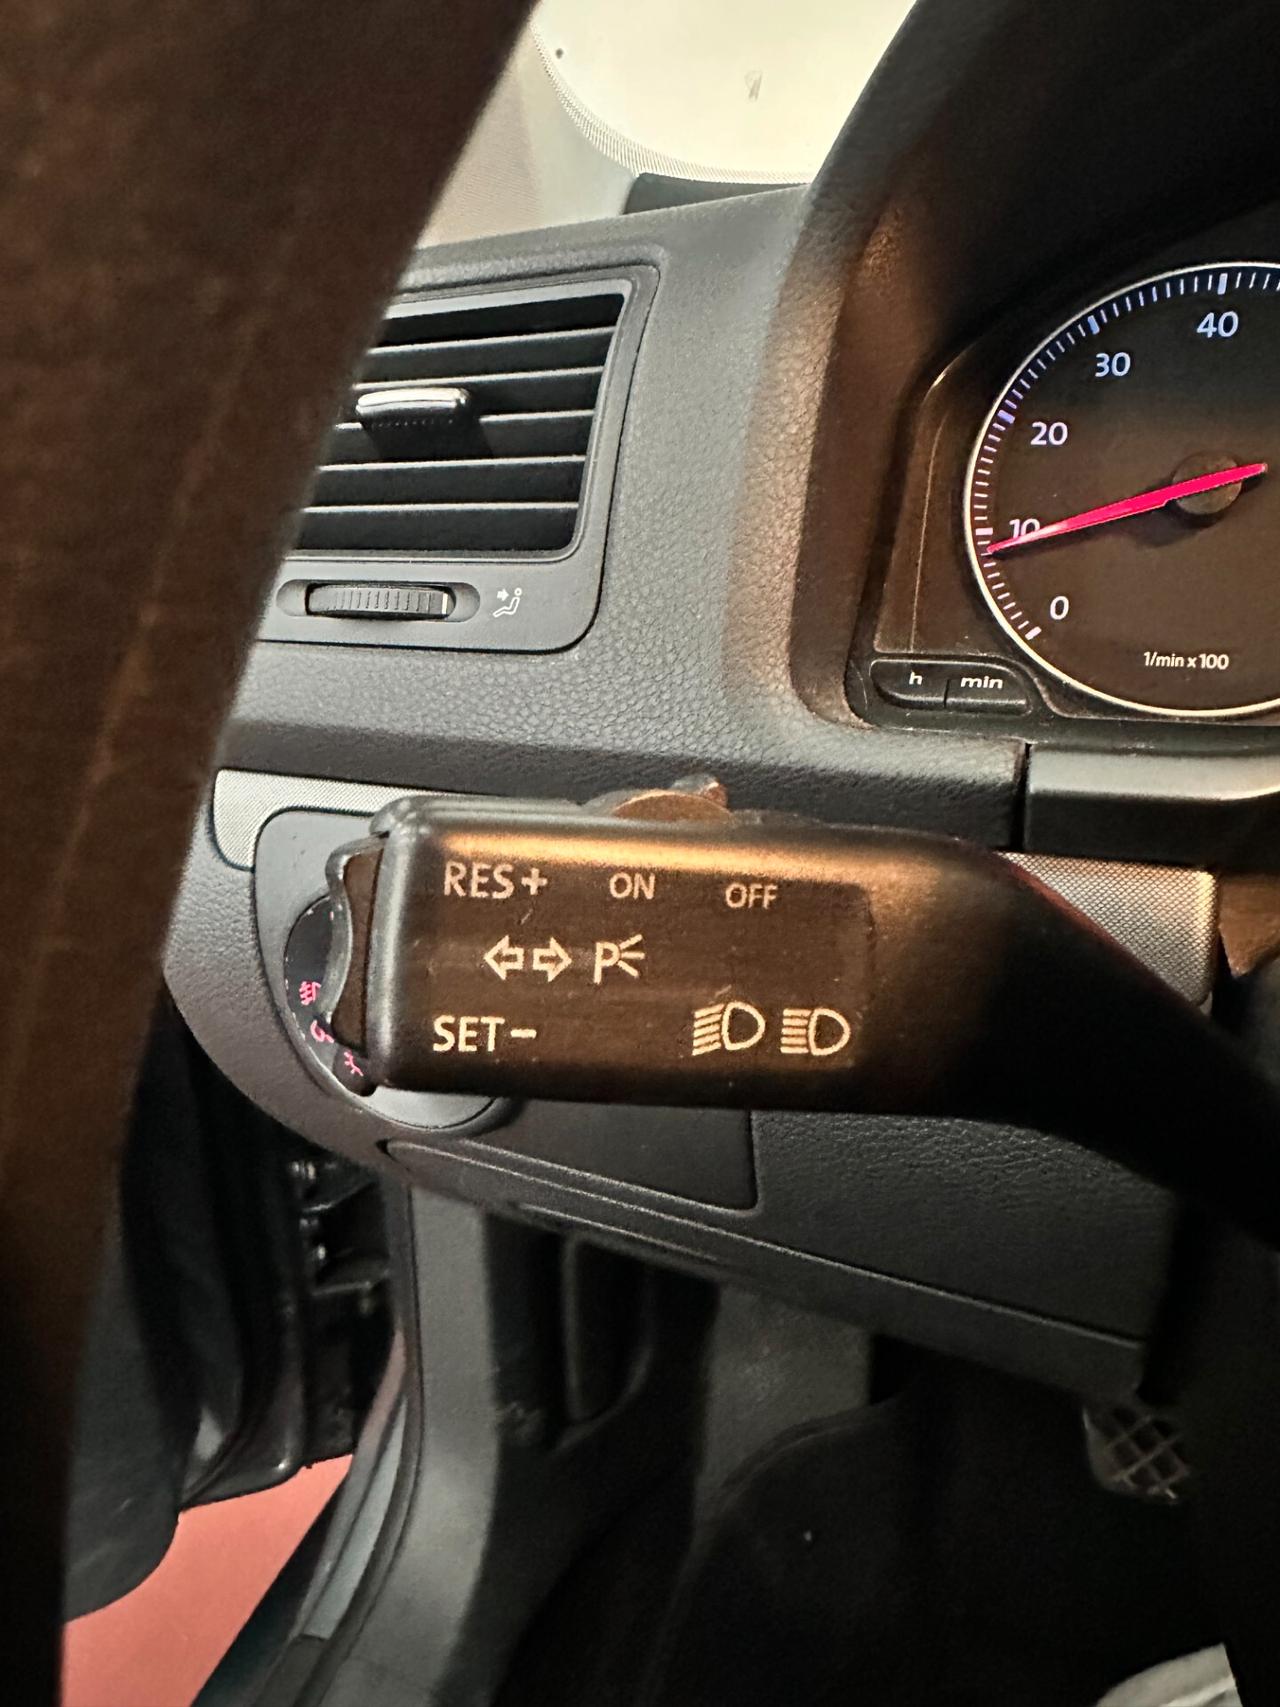 40
30
20
10
0
1/min x 100
h min
RES+ ON OFF
P
SET-